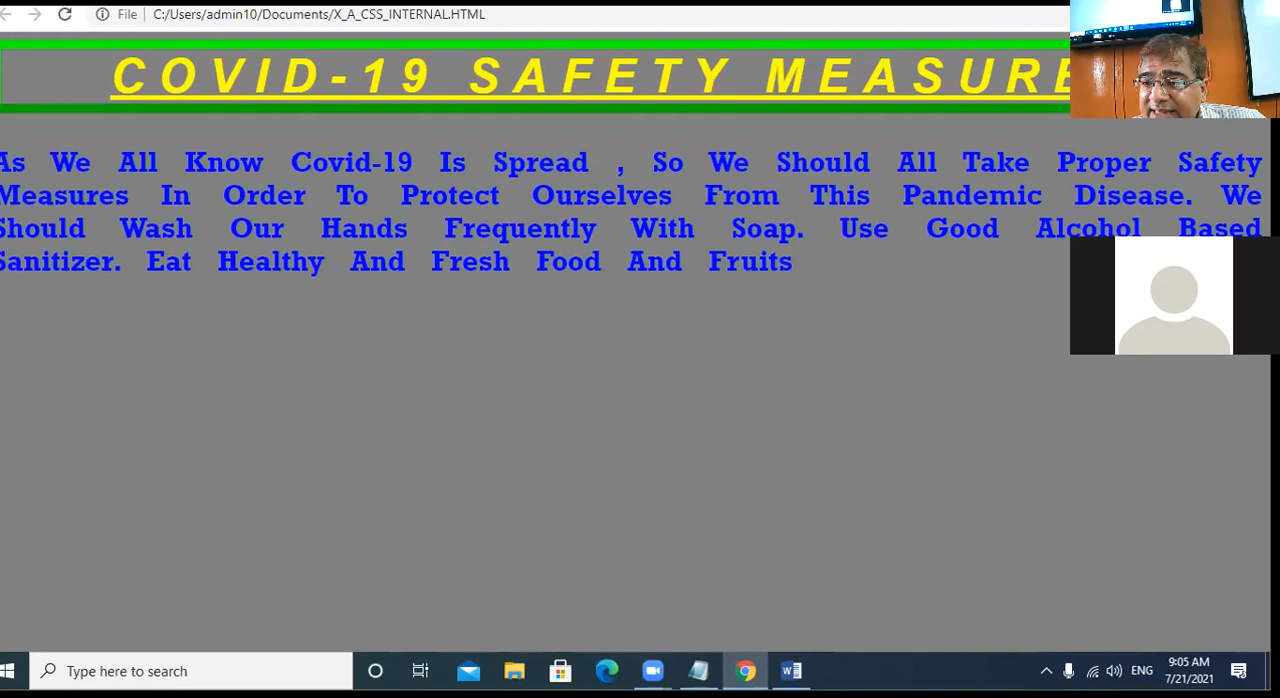 File
C:/Users/admin10/Documents/X_A_CSS_INTERNAL.HTML
COVID-19 SAFETY MEASURE
As We All Know Covid-19 Is Spread , So We Should All Take Proper Safety
Measures In Order To Protect Ourselves From This Pandemic Disease. We
Should Wash Our Hands Frequently With Soap. Use Good Alcohol Based
Sanitizer. Eat Healthy And Fresh Food And Fruits
Type here to search
ENG
9:05 AM
7/21/2021